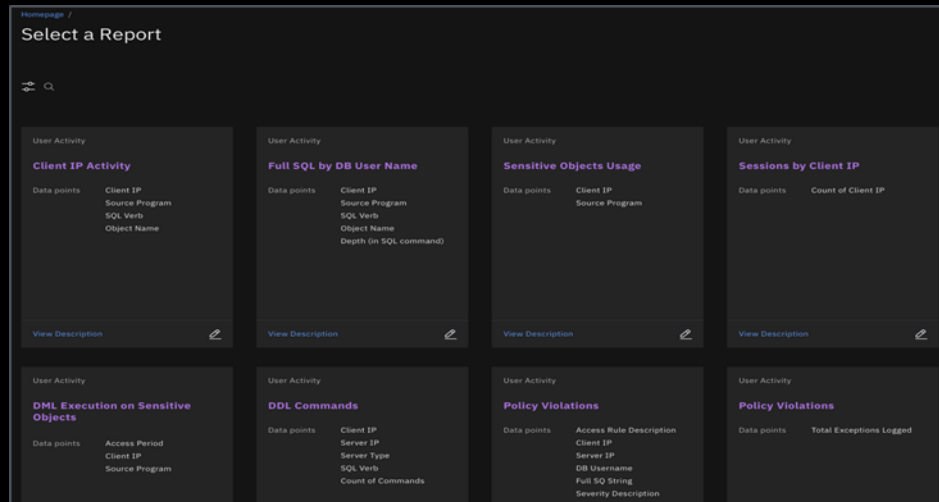 Homepage /
Select a Report
User Activity
Client IP Activity
Data points
Client IP
Source Program
SQL Verb
Object Name
View Description
User Activity
Full SQL by DB User Name
Data points
Client IP
Source Program
SQL Verb
Object Name
Depth (in SQL command)
View Description
User Activity
Sensitive Objects Usage
Data points
Client IP
Source Program
View Description
User Activity
Sessions by Client IP
Data points
Count of Client IP
View Description
User Activity
DML Execution on Sensitive
Objects
Data points
Access Period
Client IP
Source Program
User Activity
DDL Commands
Data points
Client IP
Server IP
Server Type
SQL Verb
Count of Commands
User Activity
Policy Violations
Data points
Access Rule Description
Client IP
Server IP
DB Username
Full SQ String
Severity Description
User Activity
Policy Violations
Data points
Total Exceptions Logged